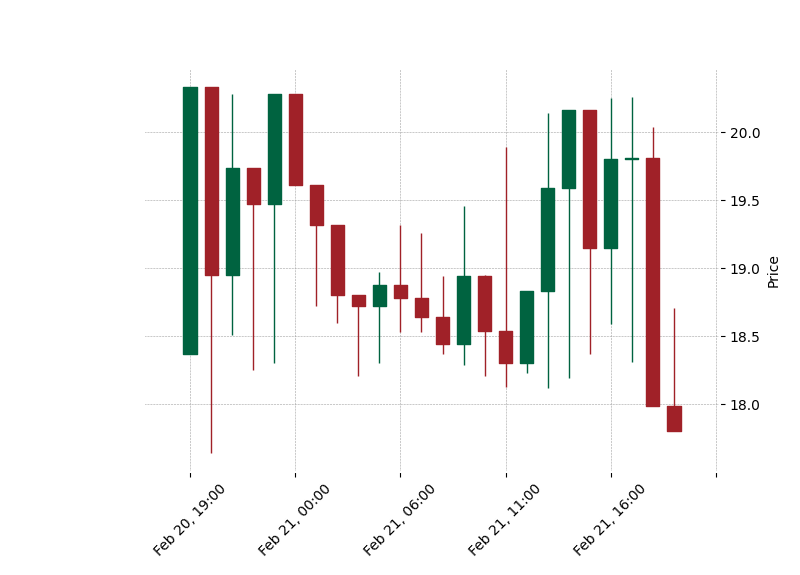 20.0
19.5
19.0
18.5
18.0
Price
Feb 20, 19:00
Feb 21, 00:00
Feb 21, 06:00
Feb 21, 11:00
Feb 21, 16:00